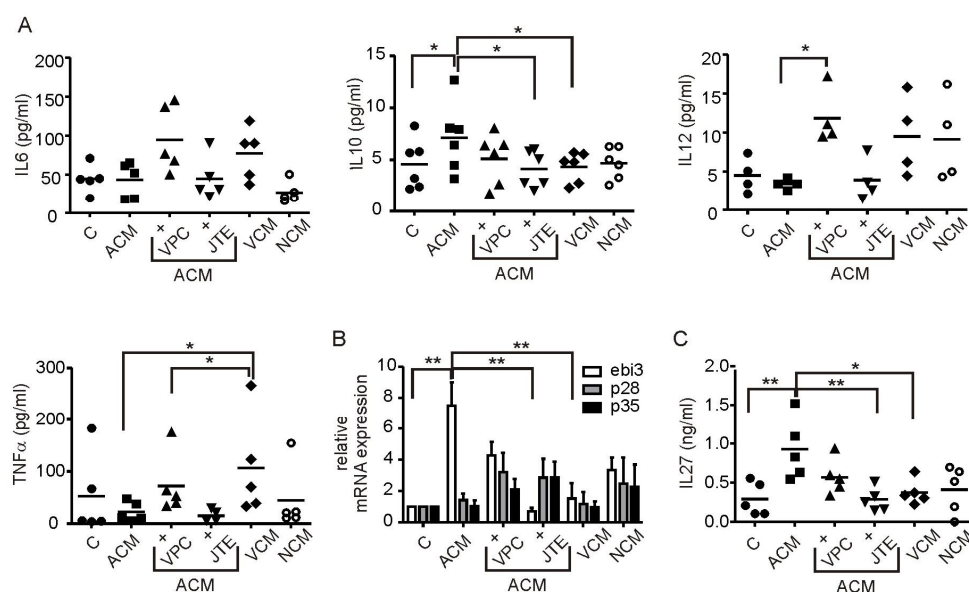 A
IL6 (pg/ml)
200
150
100
50
0
C
ACM
+ VPC
+ JTE
VCM
NCM
ACM
IL10 (pg/ml)
15
10
5
0
*
*
*
C
ACM
+ VPC
+ JTE
VCM
NCM
ACM
IL12 (pg/ml)
20
15
10
5
0
*
C
ACM
+ VPC
+ JTE
VCM
NCM
ACM
TNFα (pg/ml)
300
200
100
0
*
*
C
ACM
+ VPC
+ JTE
VCM
NCM
ACM
B
relative
mRNA expression
10
8
6
4
2
0
**
**
**
ebi3
p28
p35
C
ACM
+ VPC
+ JTE
VCM
NCM
ACM
C
IL27 (ng/ml)
2.0
1.5
1.0
0.5
0.0
**
*
**
C
ACM
+ VPC
+ JTE
VCM
NCM
ACM